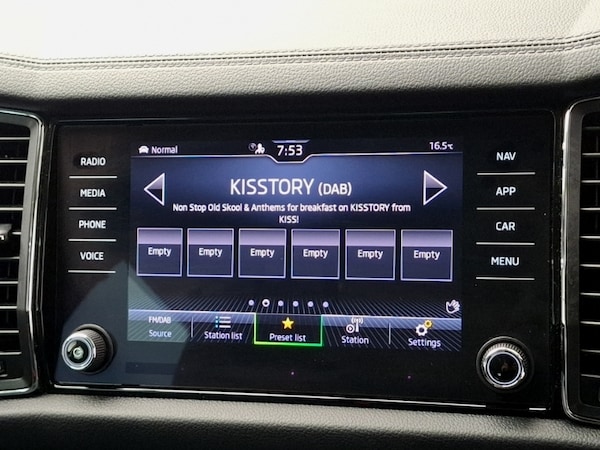 Normal
7:53
16.5°C
RADIO
MEDIA
PHONE
VOICE
KISSTORY (DAB)
Non Stop Old Skool & Anthems for breakfast on KISSTORY from
KISS!
Empty Empty Empty Empty Empty Empty
FM/DAB
Source
Station list
Preset list
Station
Settings
NAV
APP
CAR
MENU